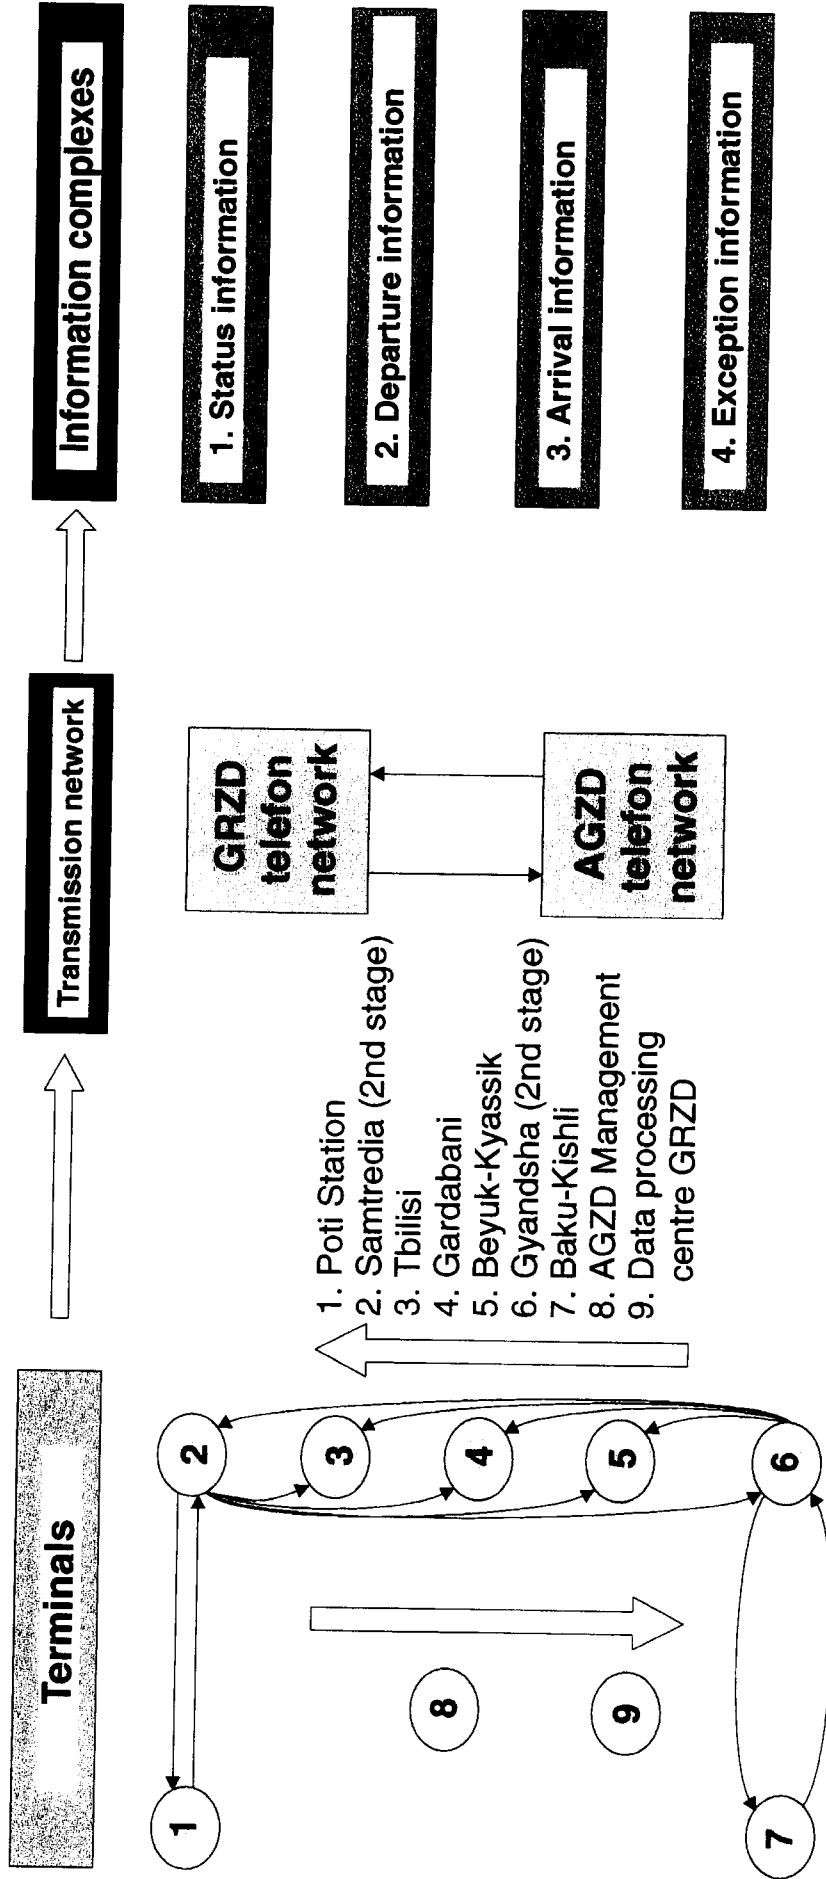 Terminals
Transmission network
Information complexes
1
2
3
4
5
6
7
8
9
1. Poti Station
2. Samtredia (2nd stage)
3. Tbilisi
4. Gardabani
5. Beyuk-Kyassik
6. Gyandsha (2nd stage)
7. Baku-Kishli
8. AGZD Management
9. Data processing
centre GRZD
GRZD
telefon
network
AGZD
telefon
network
1. Status information
2. Departure information
3. Arrival information
4. Exception information